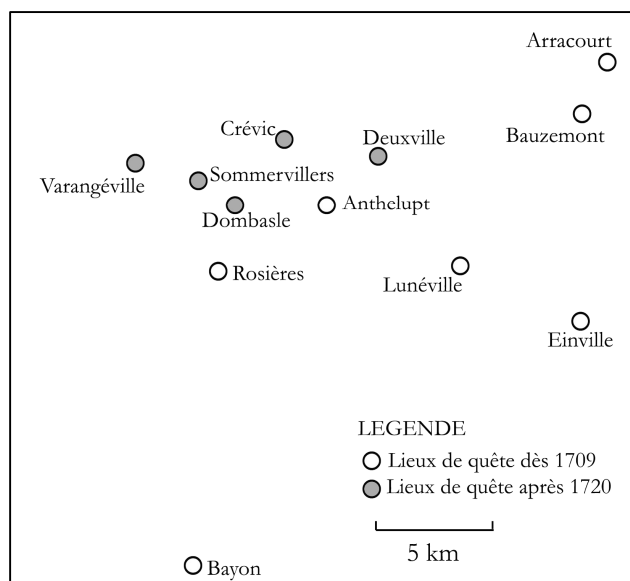 Arracourt
Crévic
Deuxville
Bauzemont
Varangéville
Sommervillers
Dombasle
Anthelupt
Rosières
Lunéville
Einville
LEGENDE
Lieux de quête dès 1709
Lieux de quête après 1720
5 km
Bayon